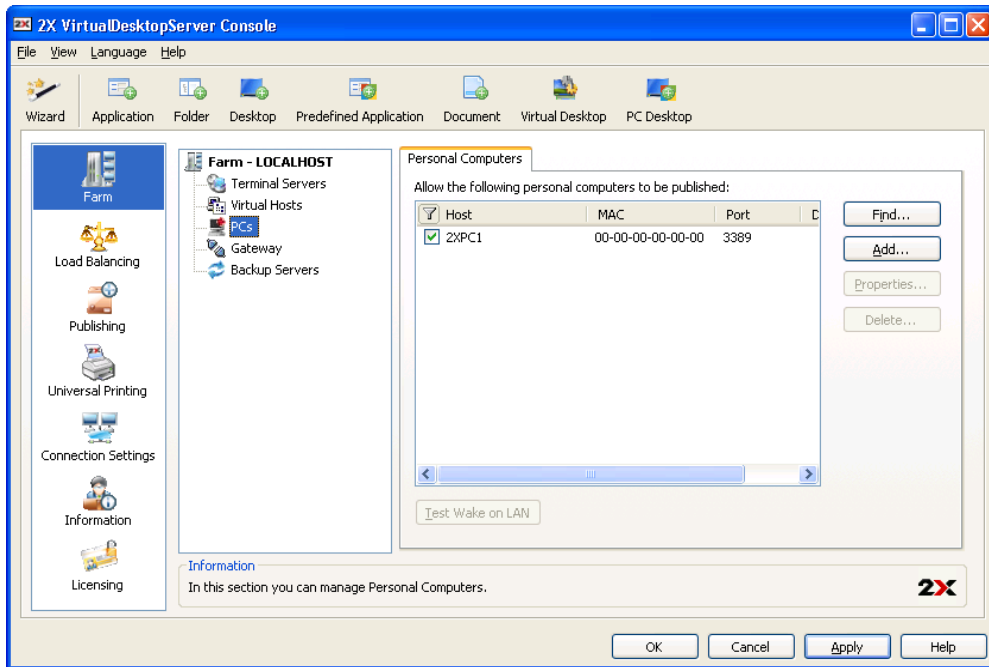 2X VirtualDesktopServer Console
File View Language Help
Wizard Application Folder Desktop Predefined Application Document Virtual Desktop PC Desktop
Farm
Load Balancing
Publishing
Universal Printing
Connection Settings
Information
Licensing
Farm - LOCALHOST
Terminal Servers
Virtual Hosts
PCs
Gateway
Backup Servers
Personal Computers
Allow the following personal computers to be published:
Host MAC Port D
2XPC1 00-00-00-00-00-00 3389
Find...
Add...
Properties...
Delete...
Test Wake on LAN
Information
In this section you can manage Personal Computers.
2X
OK Cancel Apply Help